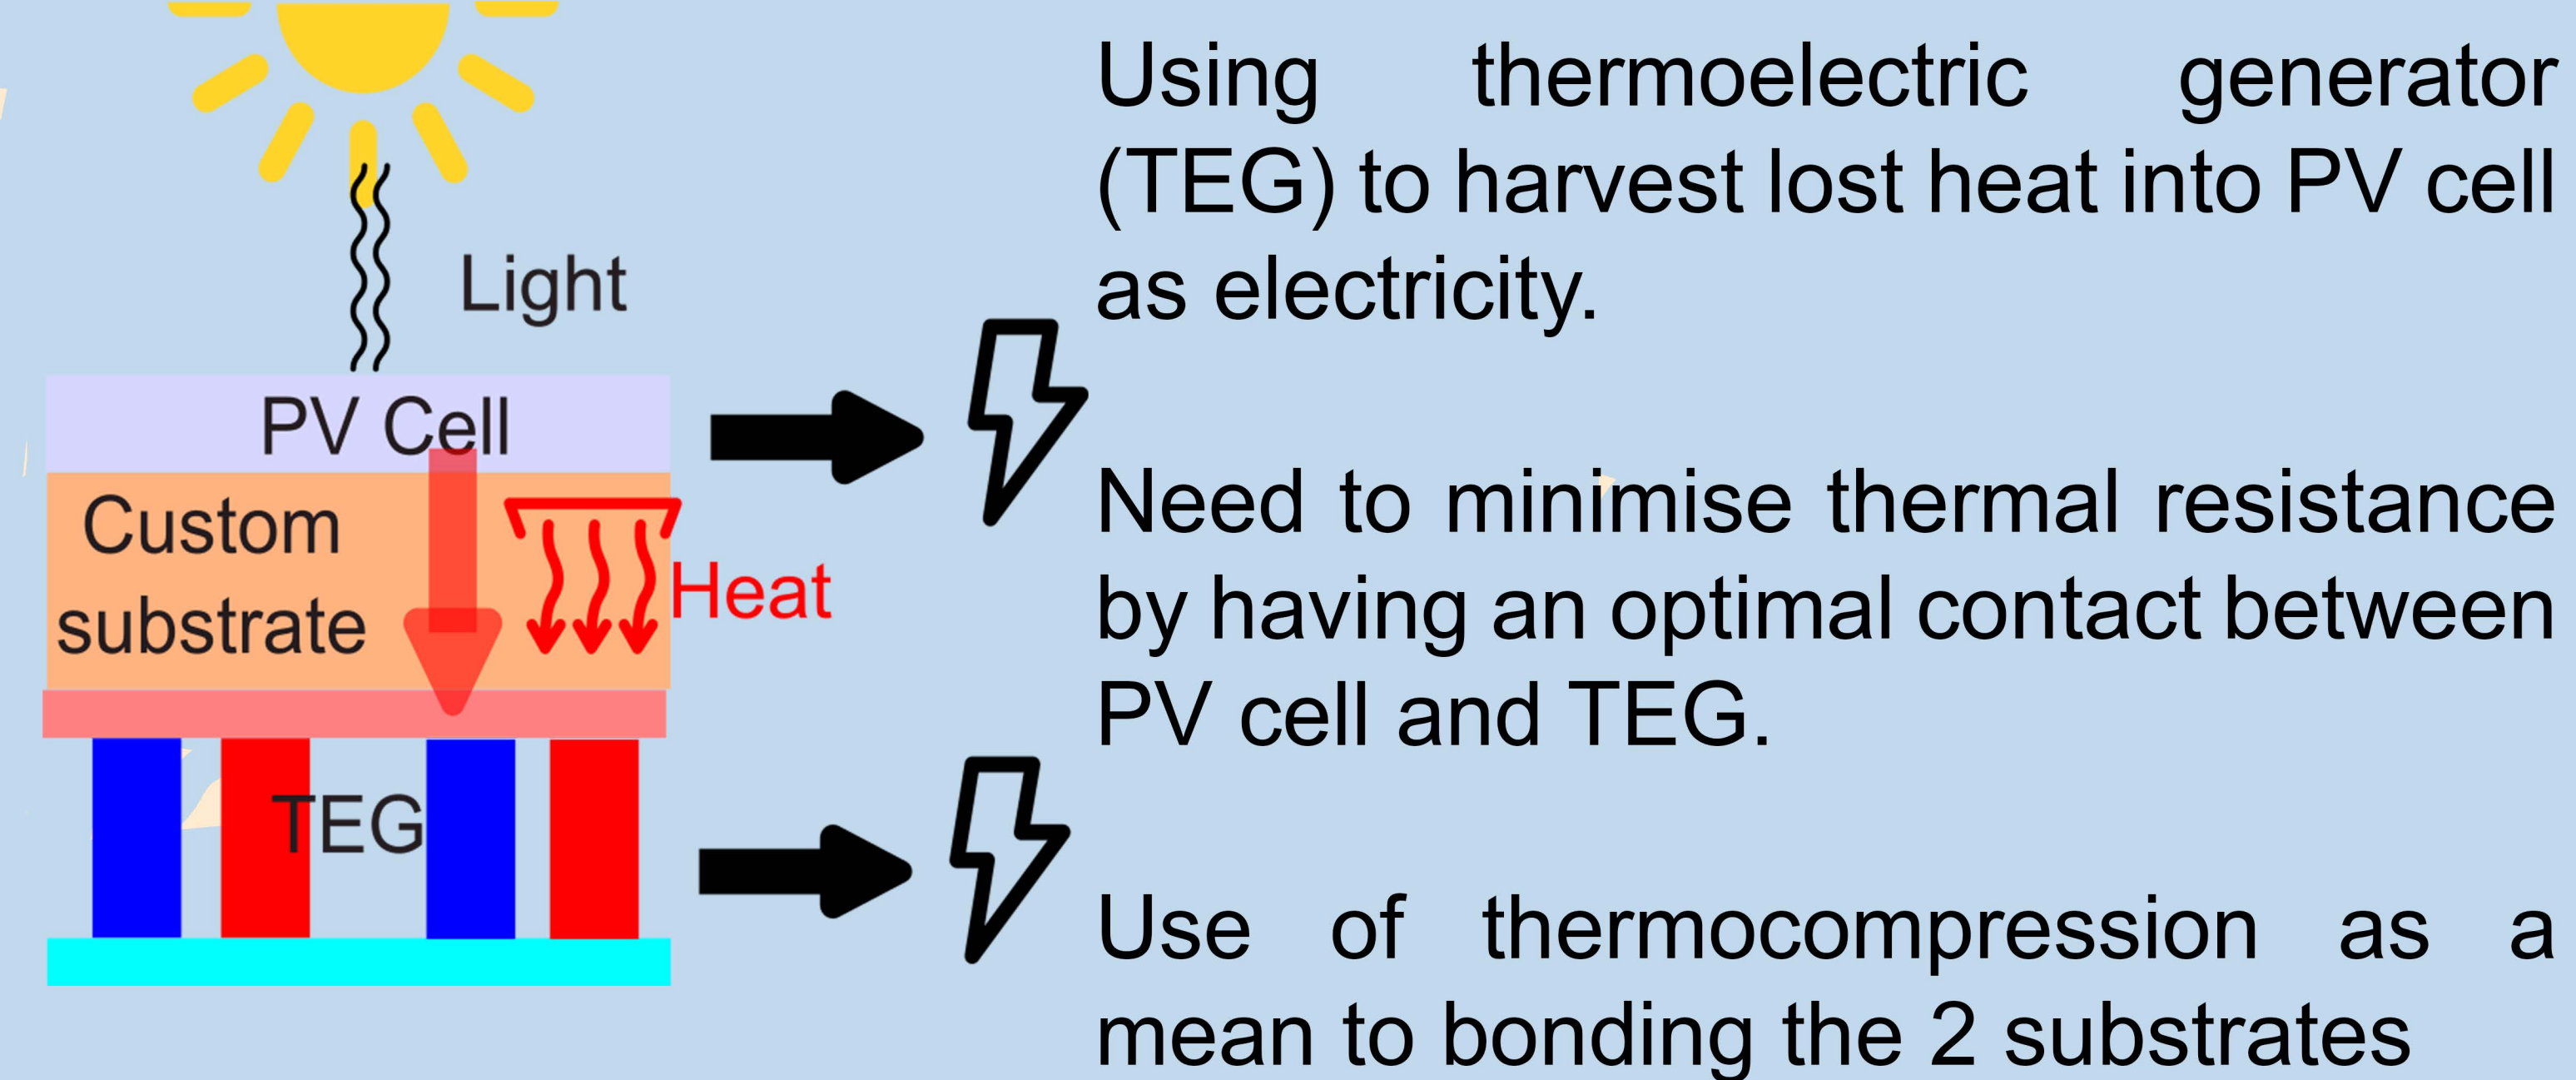 Light
PV Cell
Custom
substrate
Heat
TEG
Using thermoelectric generator
(TEG) to harvest lost heat into PV cell
as electricity.
Need to minimise thermal resistance
by having an optimal contact between
PV cell and TEG.
Use of thermocompression as a
mean to bonding the 2 substrates